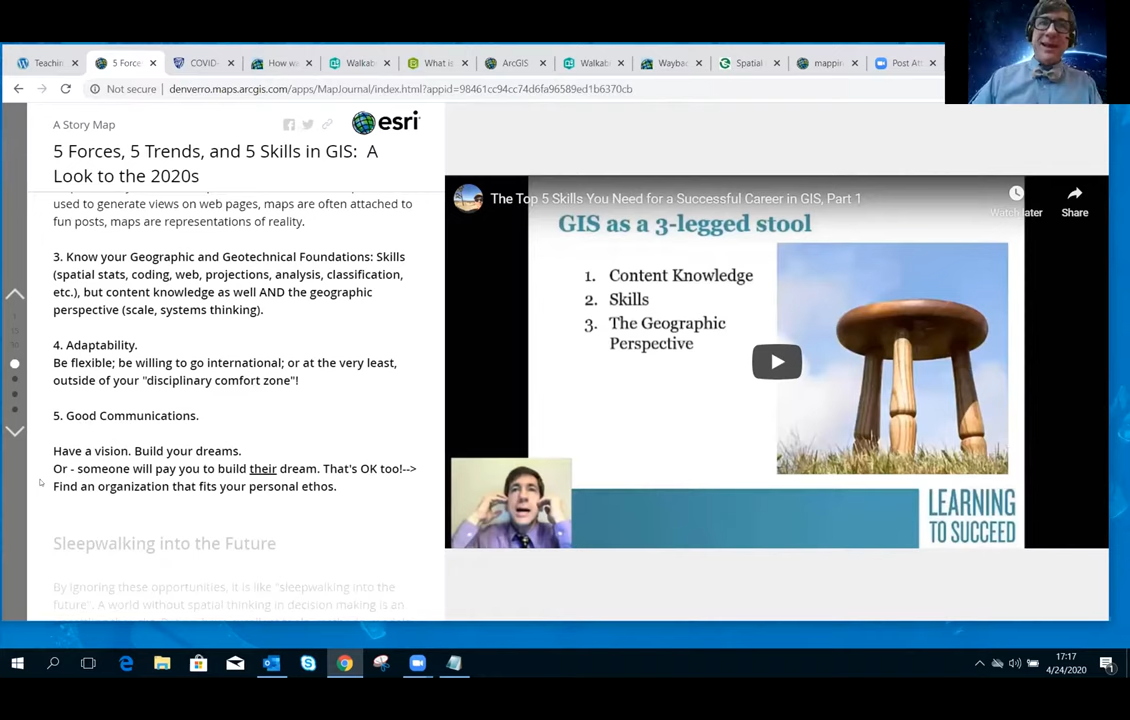 Teachin
5 Force
COVID-
How wa
Walkab
What is
ArcGIS
Walkab
Wayba
Spatial
mappin
Post At
Not secure
denverro.maps.arcgis.com/apps/MapJournal/index.html?appid=98461cc94cc74d6fa96589ed1b6370cb
A Story Map
esri
5 Forces, 5 Trends, and 5 Skills in GIS: A
Look to the 2020s
used to generate views on web pages, maps are often attached to
fun posts, maps are representations of reality.
3. Know your Geographic and Geotechnical Foundations: Skills
(spatial stats, coding, web, projections, analysis, classification,
etc.), but content knowledge as well AND the geographic
perspective (scale, systems thinking).
4. Adaptability.
Be flexible; be willing to go international; or at the very least,
outside of your "disciplinary comfort zone"!
5. Good Communications.
Have a vision. Build your dreams.
Or - someone will pay you to build their dream. That's OK too!-->
Find an organization that fits your personal ethos.
Sleepwalking into the Future
By ignoring these opportunities, it is like "sleepwalking into the
future". A world without spatial thinking in decision making is an
The Top 5 Skills You Need for a Successful Career in GIS, Part 1
Watch later
Share
GIS as a 3-legged stool
1. Content Knowledge
2. Skills
3. The Geographic
Perspective
LEARNING
TO SUCCEED
17:17
4/24/2020